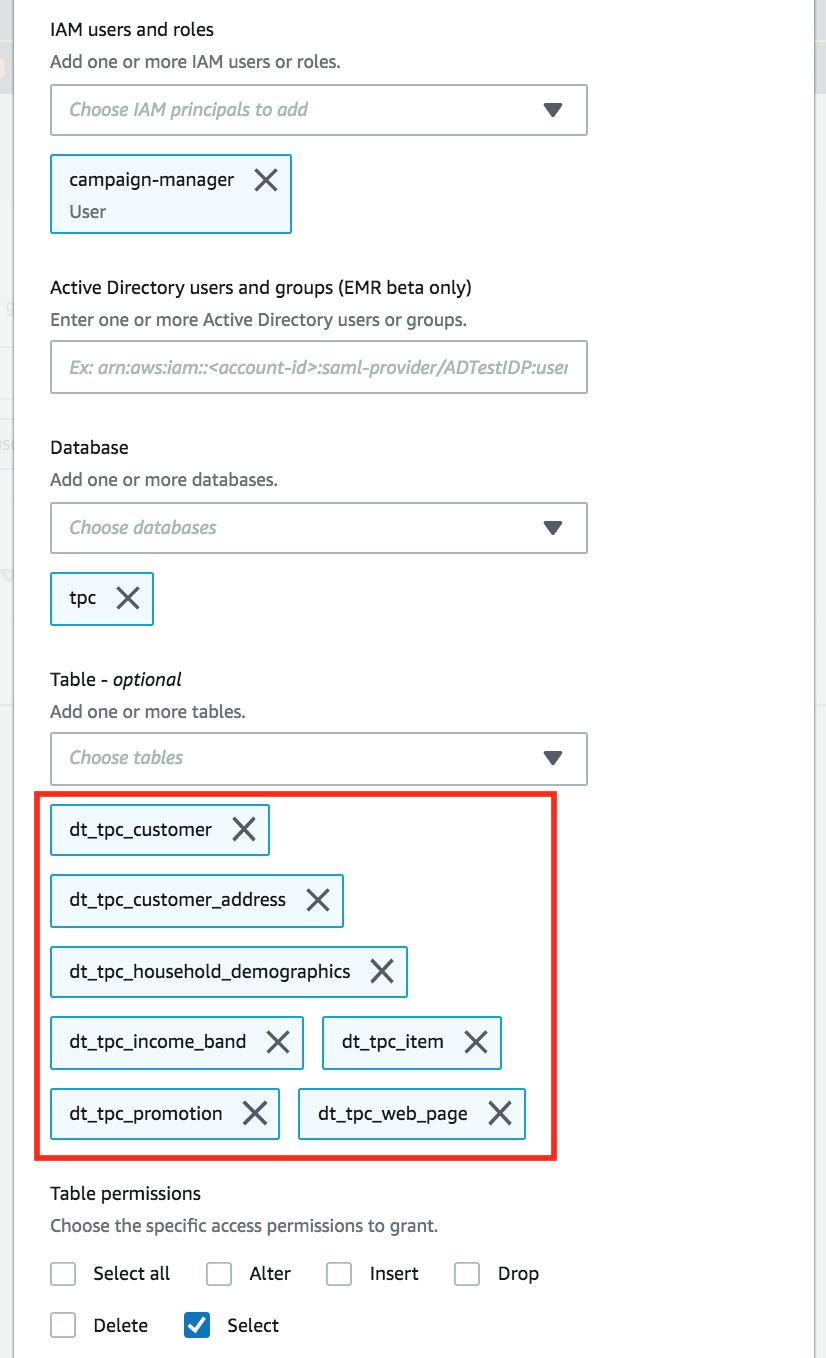 IAM users and roles
Add one or more IAM users or roles.
Choose IAM principals to add
campaign-manager
User
Active Directory users and groups (EMR beta only)
Enter one or more Active Directory users or groups.
Ex: arn:aws:iam::<account-id>:saml-provider/ADTestIDP:user
Database
Add one or more databases.
Choose databases
tpc
Table - optional
Add one or more tables.
Choose tables
dt_tpc_customer
dt_tpc_customer_address
dt_tpc_household_demographics
dt_tpc_income_band dt_tpc_item
dt_tpc_promotion dt_tpc_web_page
Table permissions
Choose the specific access permissions to grant.
Select all Alter Insert Drop
Delete Select